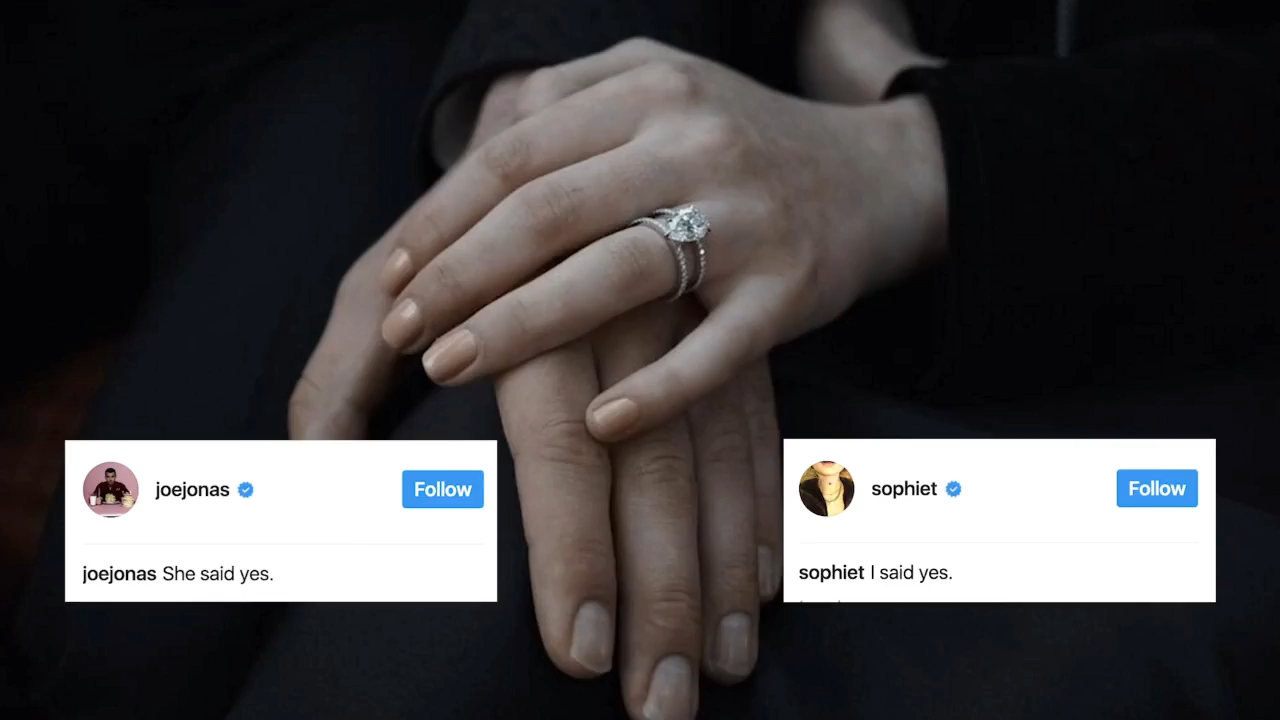 joejonas
Follow
joejonas She said yes.
sophiet
Follow
sophiet I said yes.